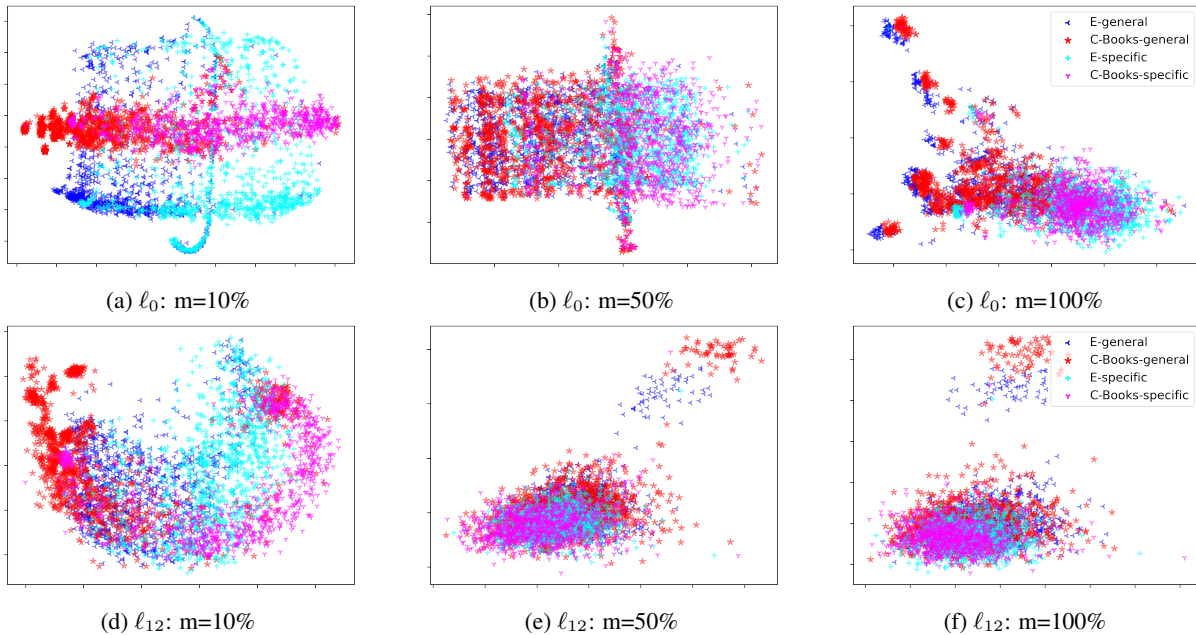 E-general
C-Books-general
E-specific
C-Books-specific
(a) ℓ0: m=10%
(b) ℓ0: m=50%
(c) ℓ0: m=100%
E-general
C-Books-general
E-specific
C-Books-specific
(d) ℓ12: m=10%
(e) ℓ12: m=50%
(f) ℓ12: m=100%